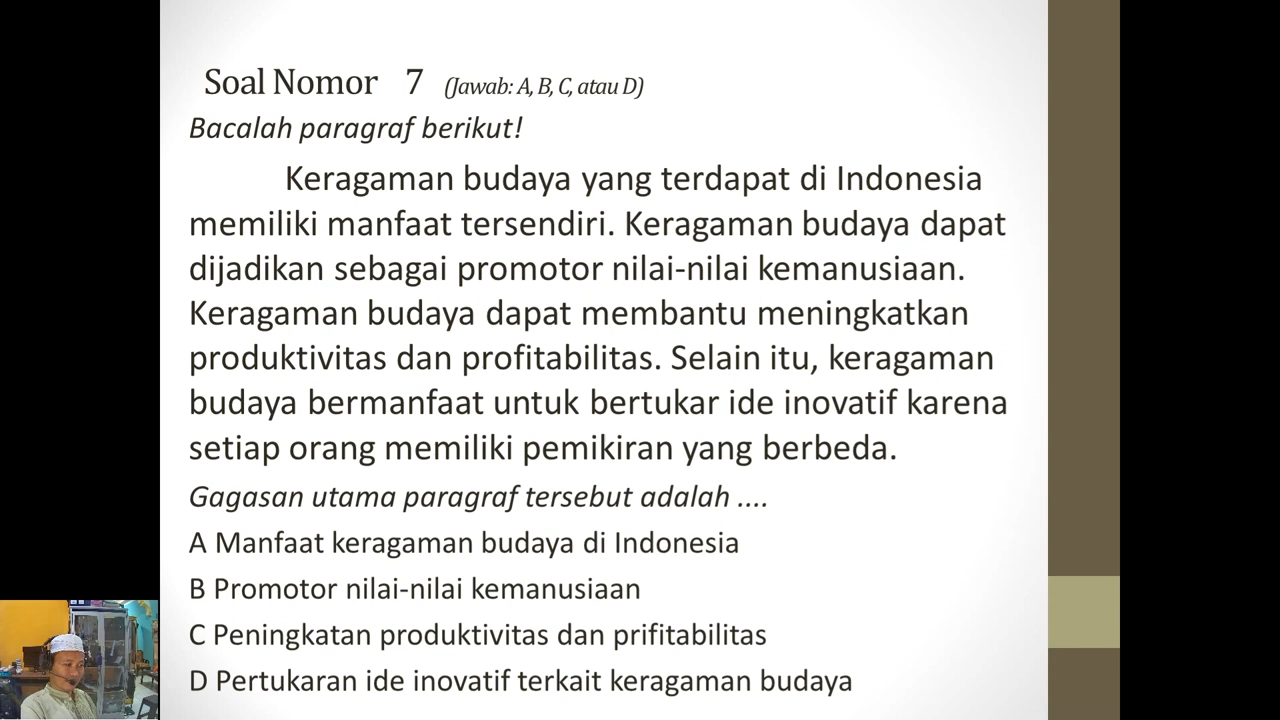 Soal Nomor 7 (Jawab: A, B, C, atau D)
Bacalah paragraf berikut!
Keragaman budaya yang terdapat di Indonesia
memiliki manfaat tersendiri. Keragaman budaya dapat
dijadikan sebagai promotor nilai-nilai kemanusiaan.
Keragaman budaya dapat membantu meningkatkan
produktivitas dan profitabilitas. Selain itu, keragaman
budaya bermanfaat untuk bertukar ide inovatif karena
setiap orang memiliki pemikiran yang berbeda.
Gagasan utama paragraf tersebut adalah ....
A Manfaat keragaman budaya di Indonesia
B Promotor nilai-nilai kemanusiaan
C Peningkatan produktivitas dan prifitabilitas
D Pertukaran ide inovatif terkait keragaman budaya